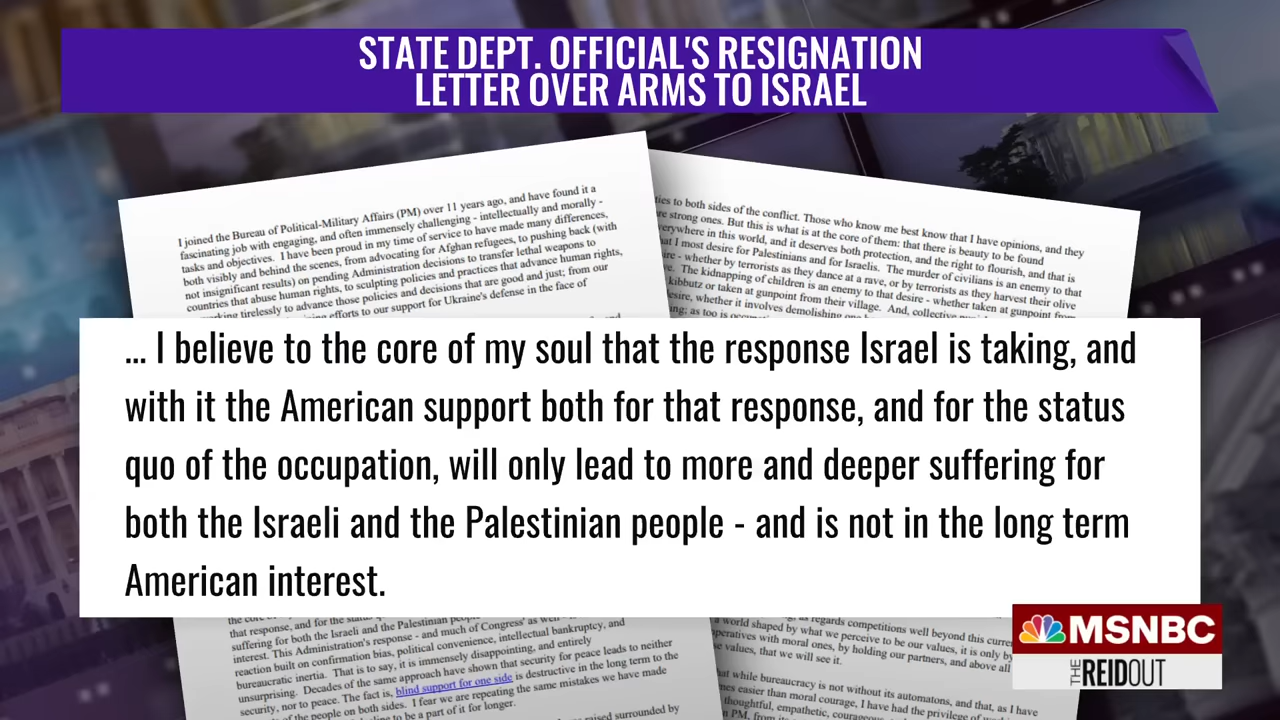 STATE DEPT. OFFICIAL'S RESIGNATION
LETTER OVER ARMS TO ISRAEL
I joined the Bureau of Political-Military Affairs (PM) over 11 years ago, and have found it a
fascinating job with engaging, and often immensely challenging - intellectually and morally -
tasks and objectives. I have been proud in my time of service to have made many differences,
both visibly and behind the scenes, from advocating for Afghan refugees, to pushing back (with
not insignificant results) on pending Administration decisions to transfer lethal weapons to
countries that abuse human rights, to sculpting policies and practices that advance human rights,
tirelessly to advance those policies and decisions that are good and just; from our
efforts to our support for Ukraine's defense in the face of
to both sides of the conflict. Those who know me best know that I have opinions, and they
strong ones. But this is what is at the core of them: that there is beauty to be found
in this world, and it deserves both protection, and the right to flourish, and that is
I most desire for Palestinians and for Israelis. The murder of civilians is an enemy to that
- whether by terrorists as they dance at a rave, or by terrorists as they harvest their olive
The kidnapping of children is an enemy to that desire - whether taken at gunpoint from
kibbutz or taken at gunpoint from their village. And, collective
whether it involves demolishing one
as too is
... I believe to the core of my soul that the response Israel is taking, and
with it the American support both for that response, and for the status
quo of the occupation, will only lead to more and deeper suffering for
both the Israeli and the Palestinian people - and is not in the long term
American interest.
that response, and for the
suffering for both the Israeli and the Palestinian
interest. This Administration's response - and much of Congress' as well
reaction built on confirmation bias, political convenience, intellectual bankruptcy, and
bureaucratic inertia. That is to say, it is immensely disappointing, and entirely
unsurprising. Decades of the same approach have shown that security for peace leads to neither
security, nor to peace. The fact is, blind support for one side is destructive in the long term to the
of the people on both sides. I fear we are repeating the same mistakes we have made
to be a part of it for longer.
raised surrounded by
as regards competitions well beyond this
world shaped by what we perceive to be our values, it is only by
with moral ones, by holding our partners, and above all
values, that we will see it.
that while bureaucracy is not without its automatons, and that, as I have
easier than moral courage, I have had the privilege of
thoughtful, empathetic, courageous
PM, from its
MSNBC
THE REIDOUT